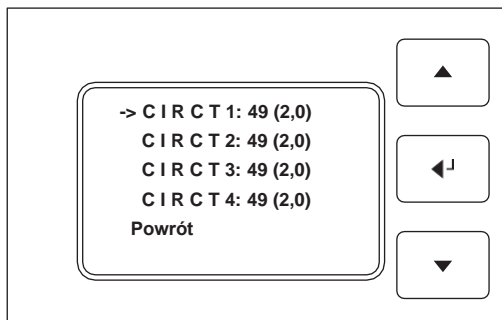 -> C I R C T 1: 49 (2,0)
C I R C T 2: 49 (2,0)
C I R C T 3: 49 (2,0)
C I R C T 4: 49 (2,0)
Powrót